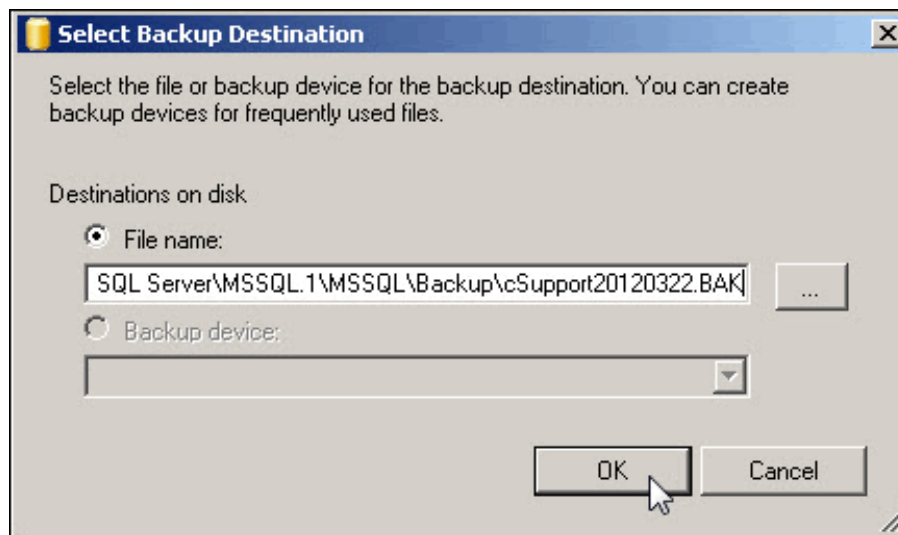 Select Backup Destination
Select the file or backup device for the backup destination. You can create
backup devices for frequently used files.
Destinations on disk
File name:
SQL Server\MSSQL.1\MSSQL\Backup\cSupport20120322.BAK
...
Backup device:
OK
Cancel